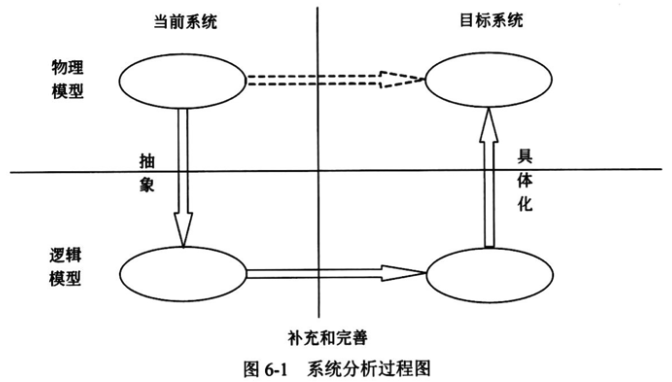 当前系统
目标系统
物理
模型
抽
象
具
体
化
逻辑
模型
补充和完善
图 6-1 系统分析过程图